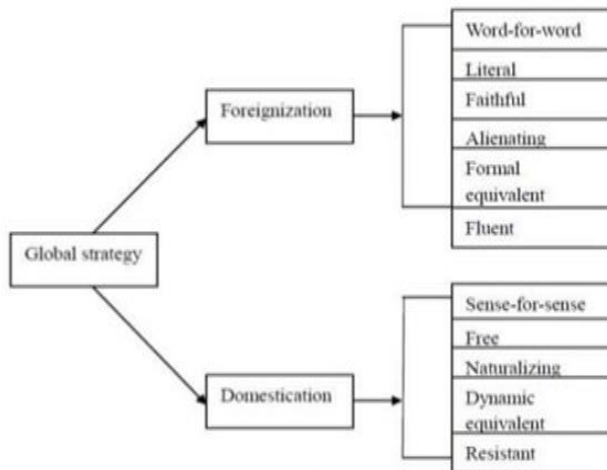 Word-for-word
Literal
Faithful
Alienating
Formal
equivalent
Fluent
Foreignization
Global strategy
Domestication
Sense-for-sense
Free
Naturalizing
Dynamic
equivalent
Resistant